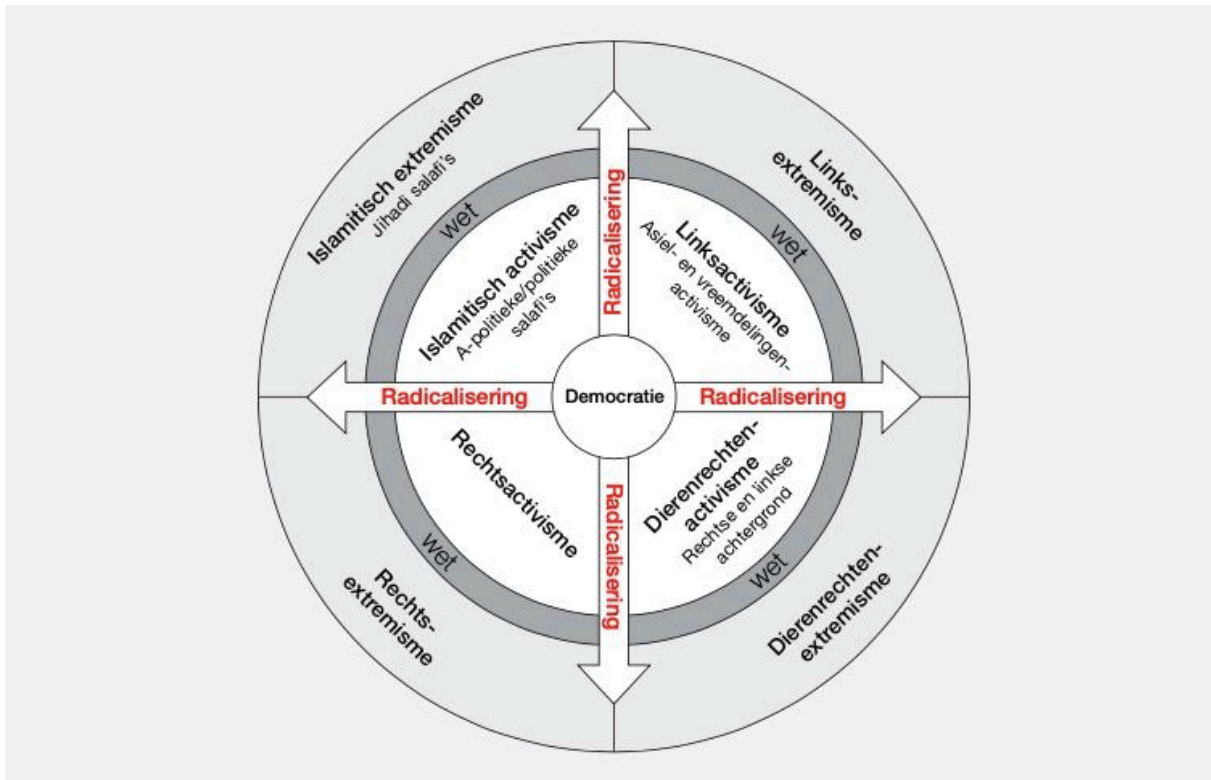 Islamitisch extremisme
Jihadi salafi's
Links-
extremisme
wet
wet
Islamitisch activisme
A-politieke/politieke
salafi's
Radicalisering
Linksactivisme
Asiel- en vreemdelingen-
activisme
Radicalisering
Democratie
Radicalisering
Rechtsactivisme
Radicalisering
Dierenrechten-
activisme
Rechtse en linkse
achtergrond
wet
wet
Rechts-
extremisme
Dierenrechten-
extremisme